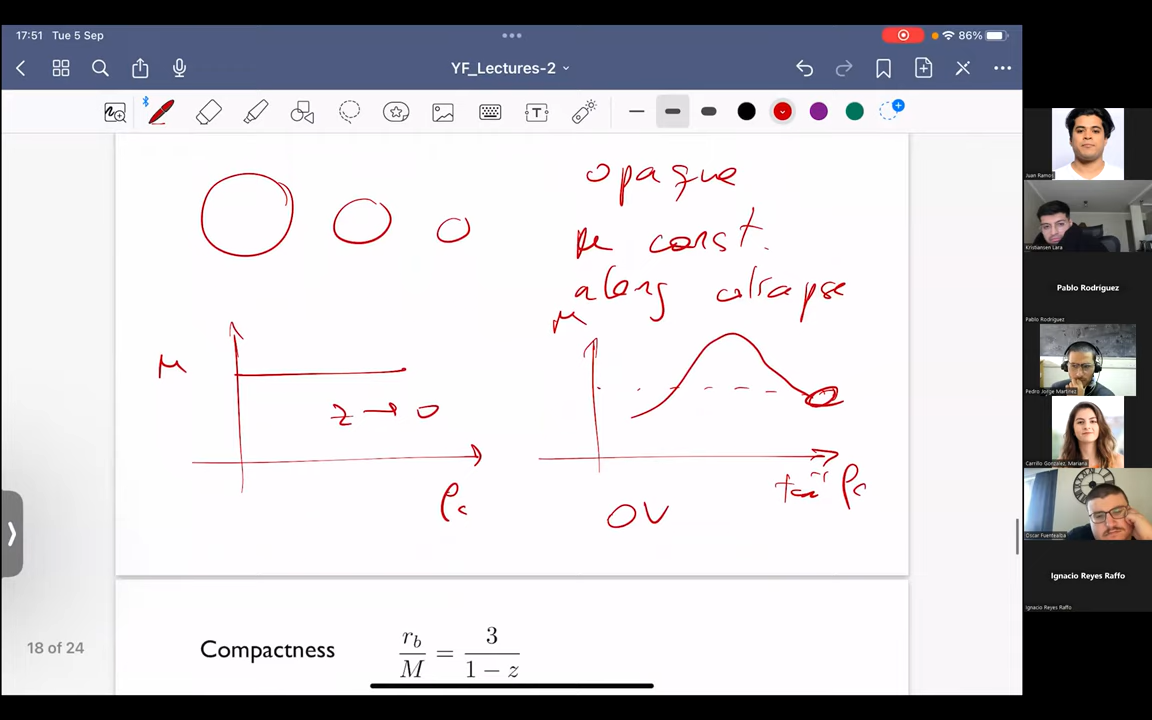 17:51 Tue 5 Sep
86%
YF_Lectures-2
opaque
μ const.
along collapse
μ
z → 0
ρc
μ
tan⁻¹ ρc
OV
18 of 24
Compactness r_b/M = 3/(1 − z)
Juan Ramos
Kristiansen Lara
Pablo Rodríguez
Pablo Rodríguez
Pedro Jorge Martínez
Carrillo González, Mariana
Oscar Fuentealba
Ignacio Reyes Raffo
Ignacio Reyes Raffo